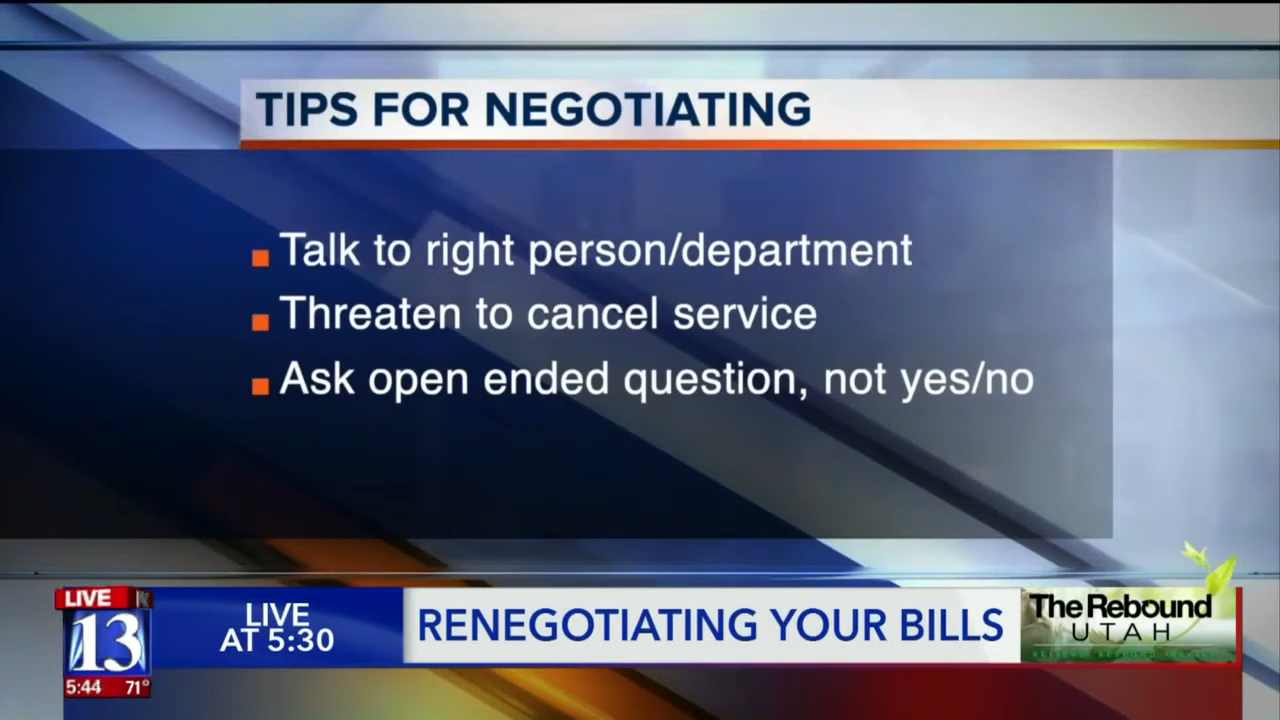 TIPS FOR NEGOTIATING
Talk to right person/department
Threaten to cancel service
Ask open ended question, not yes/no
LIVE
13
5:44 71°
LIVE
AT 5:30
RENEGOTIATING YOUR BILLS
The Rebound
UTAH